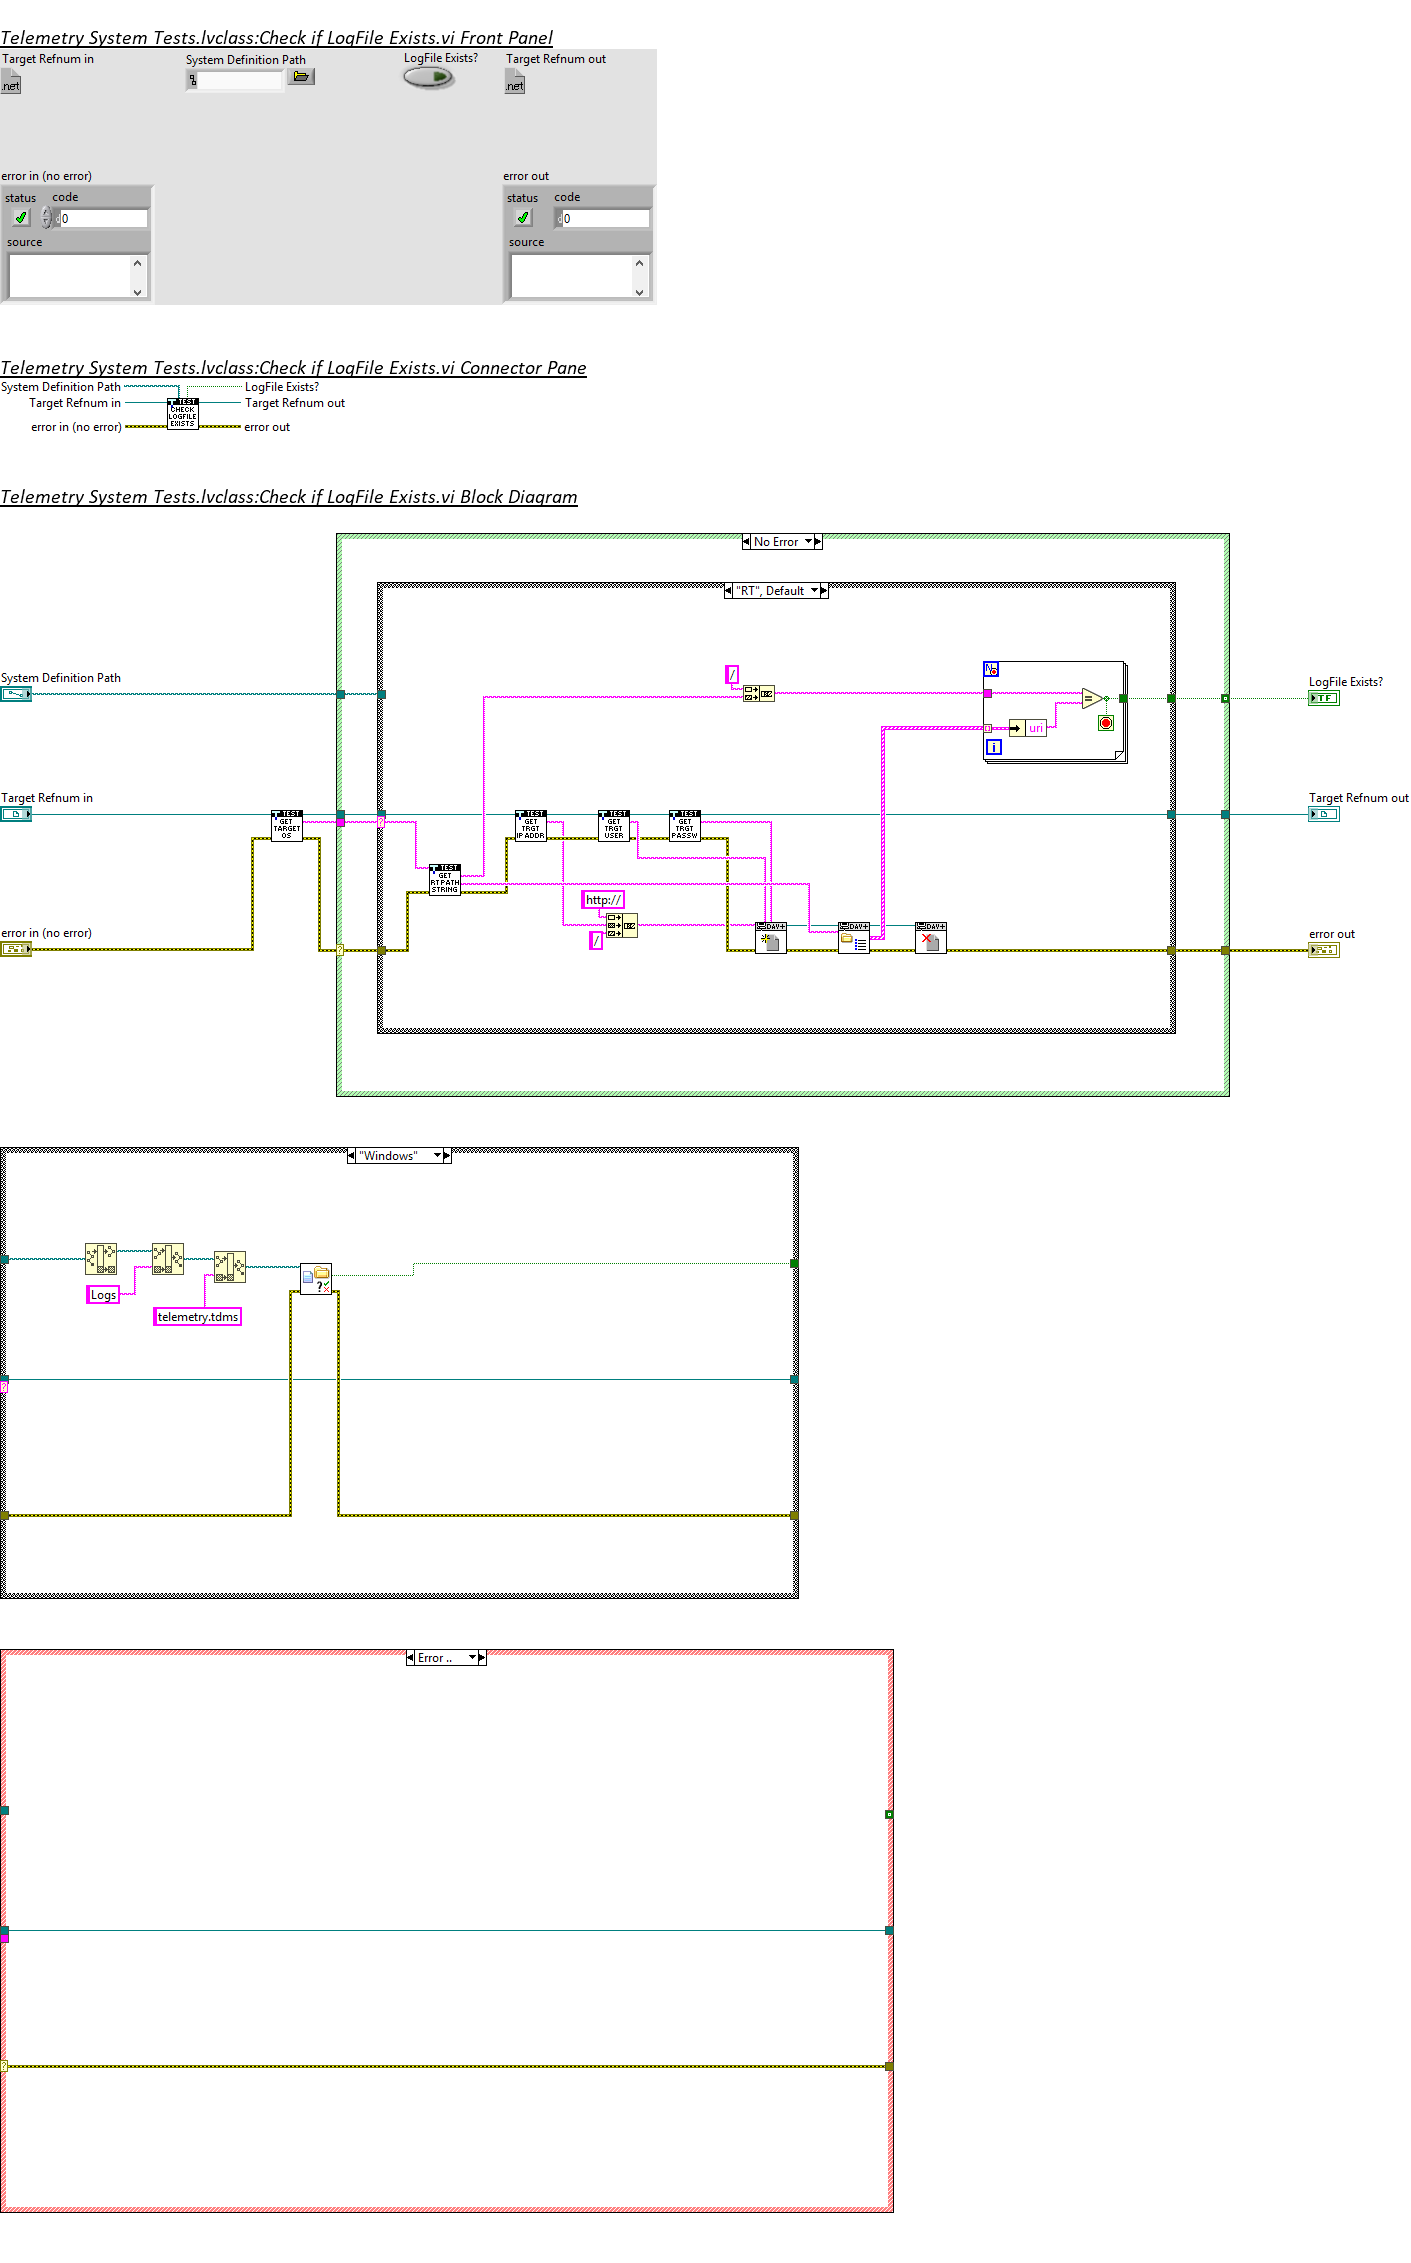 Telemetry System Tests.lvclass:Check if LogFile Exists.vi Front Panel
Target Refnum in
System Definition Path
LogFile Exists?
Target Refnum out
.net
.net
error in (no error)
error out
status
code
status
code
0
0
source
source
Telemetry System Tests.lvclass:Check if LogFile Exists.vi Connector Pane
System Definition Path
LogFile Exists?
Target Refnum in
Target Refnum out
TEST
CHECK
LOGFILE
EXISTS
error in (no error)
error out
Telemetry System Tests.lvclass:Check if LogFile Exists.vi Block Diagram
No Error
"RT", Default
System Definition Path
/
N
LogFile Exists?
TF
=
uri
i
Target Refnum in
Target Refnum out
TEST
GET
TARGET
OS
TEST
GET
TRGT
IP ADDR
TEST
GET
TRGT
USER
TEST
GET
TRGT
PASSW
?
TEST
GET
RT PATH
STRING
http://
/
DAV+
DAV+
DAV+
error in (no error)
error out
?
"Windows"
Logs
?
telemetry.tdms
?
Error ..
?